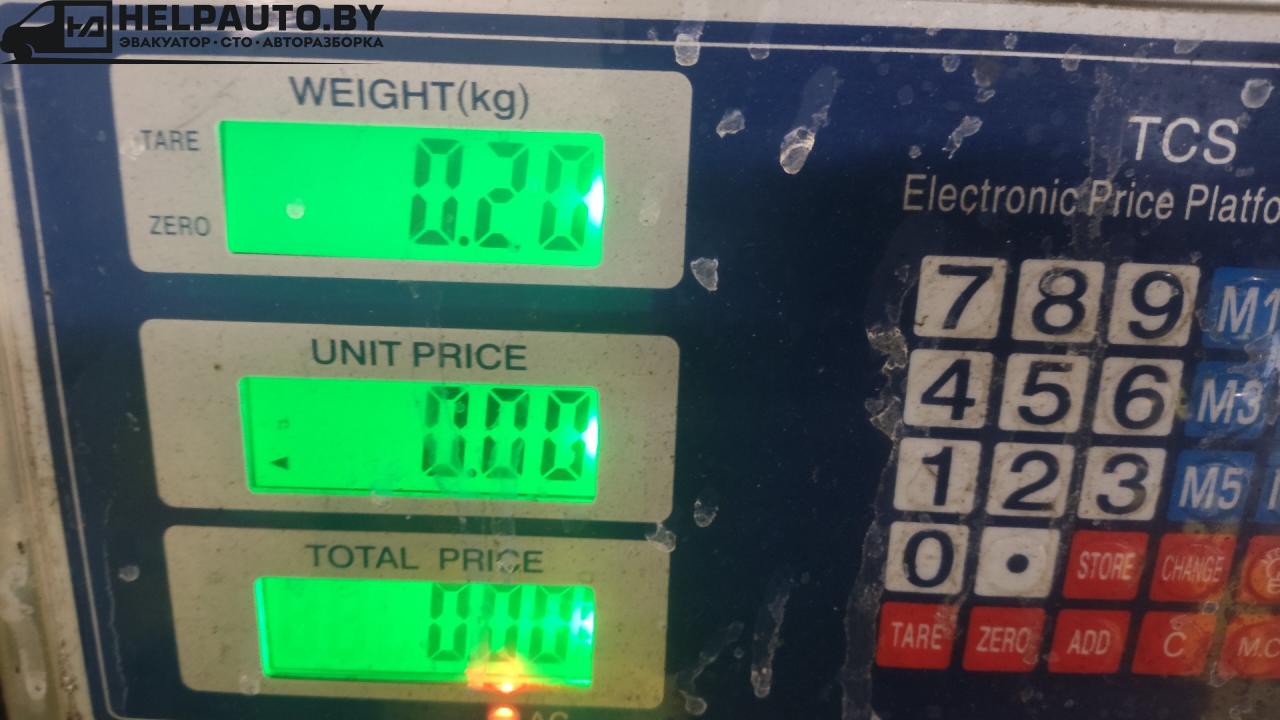 HELPAUTO.BY
ЭВАКУАТОР · СТО · АВТОРАЗБОРКА
WEIGHT(kg)
TARE
0.20
ZERO
UNIT PRICE
0.00
TOTAL PRICE
0.00
AC
TCS
Electronic Price
7 8 9 M1
4 5 6 M3
1 2 3 M5
0 • STORE CHANGE
TARE ZERO ADD C M.C